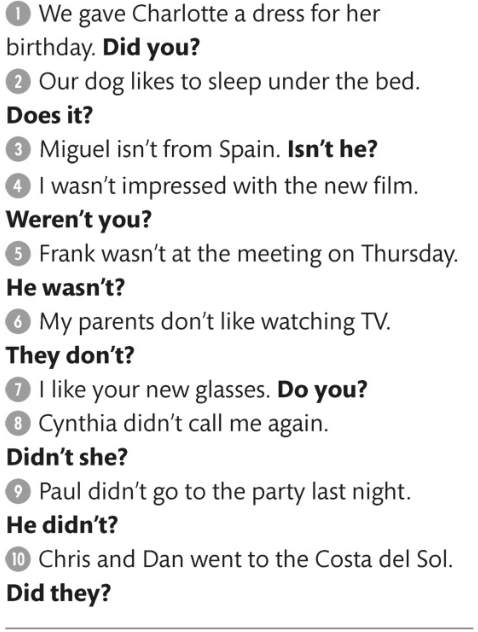 1 We gave Charlotte a dress for her
birthday. Did you?
2 Our dog likes to sleep under the bed.
Does it?
3 Miguel isn’t from Spain. Isn’t he?
4 I wasn’t impressed with the new film.
Weren’t you?
5 Frank wasn’t at the meeting on Thursday.
He wasn’t?
6 My parents don’t like watching TV.
They don’t?
7 I like your new glasses. Do you?
8 Cynthia didn’t call me again.
Didn’t she?
9 Paul didn’t go to the party last night.
He didn’t?
10 Chris and Dan went to the Costa del Sol.
Did they?